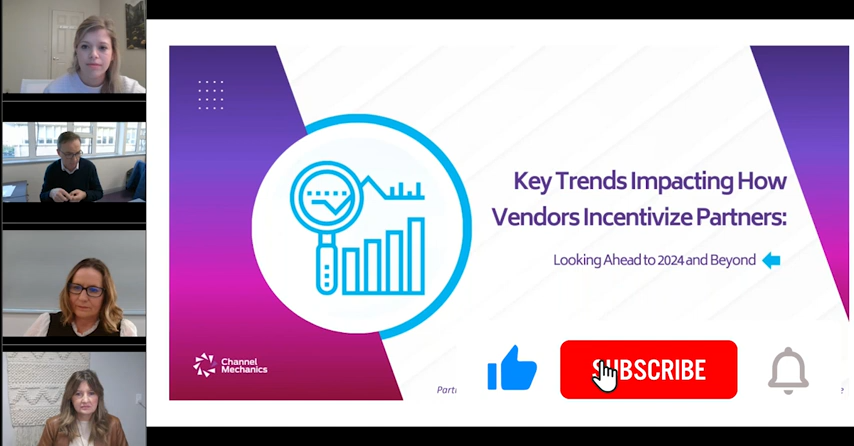 Key Trends Impacting How
Vendors Incentivize Partners:
Looking Ahead to 2024 and Beyond
Channel
Mechanics
SUBSCRIBE